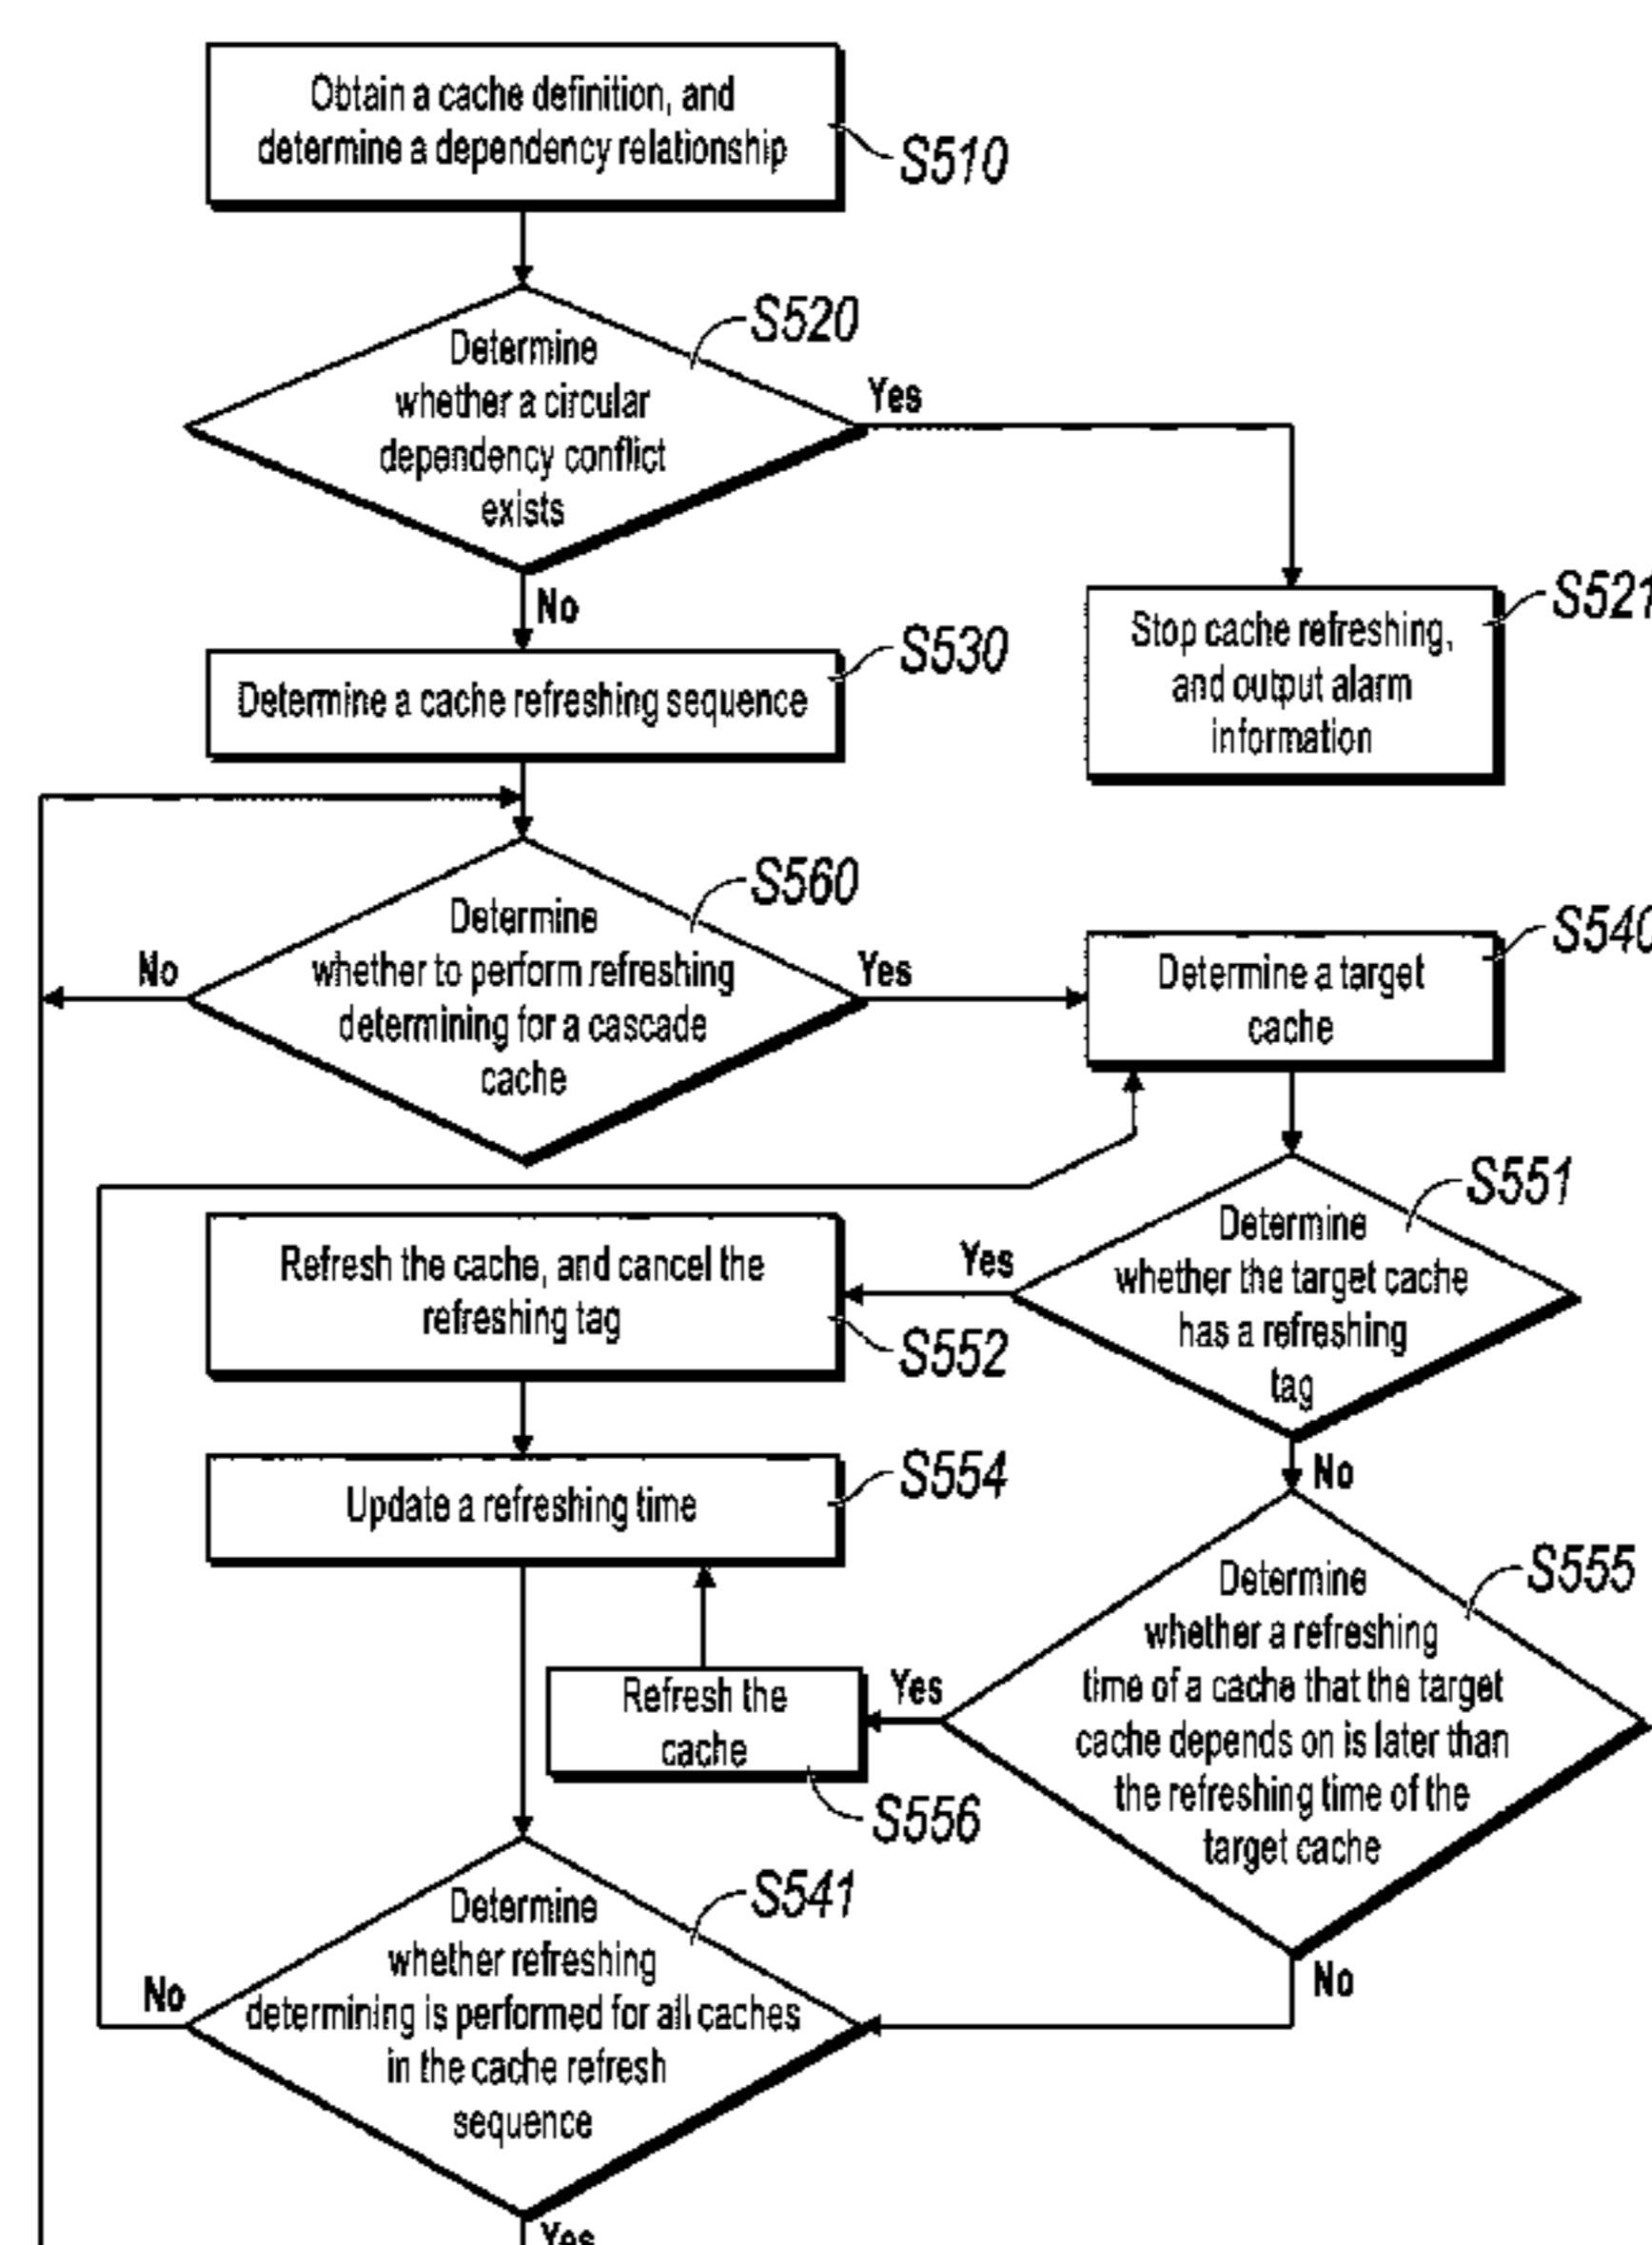 Obtain a cache definition, and
determine a dependency relationship
S510
Determine
whether a circular
dependency conflict
exists
S520
Yes
No
Stop cache refreshing,
and output alarm
information
S521
Determine a cache refreshing sequence
S530
Determine
whether to perform refreshing
determining for a cascade
cache
S560
No
Yes
Determine a target
cache
S540
Determine
whether the target cache
has a refreshing
tag
S551
Yes
No
Refresh the cache, and cancel the
refreshing tag
S552
Update a refreshing time
S554
Determine
whether a refreshing
time of a cache that the target
cache depends on is later than
the refreshing time of the
target cache
S555
Yes
No
Refresh the
cache
S556
Determine
whether refreshing
determining is performed for all caches
in the cache refresh
sequence
S541
No
Yes